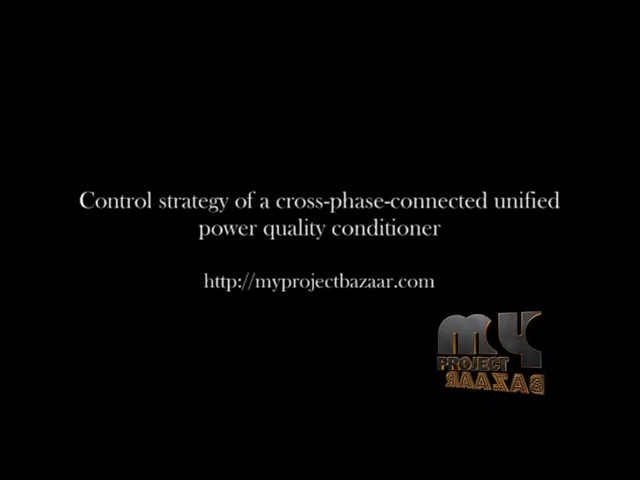 Control strategy of a cross-phase-connected unified
power quality conditioner
http://myprojectbazaar.com
my
PROJECT
BAZAAR